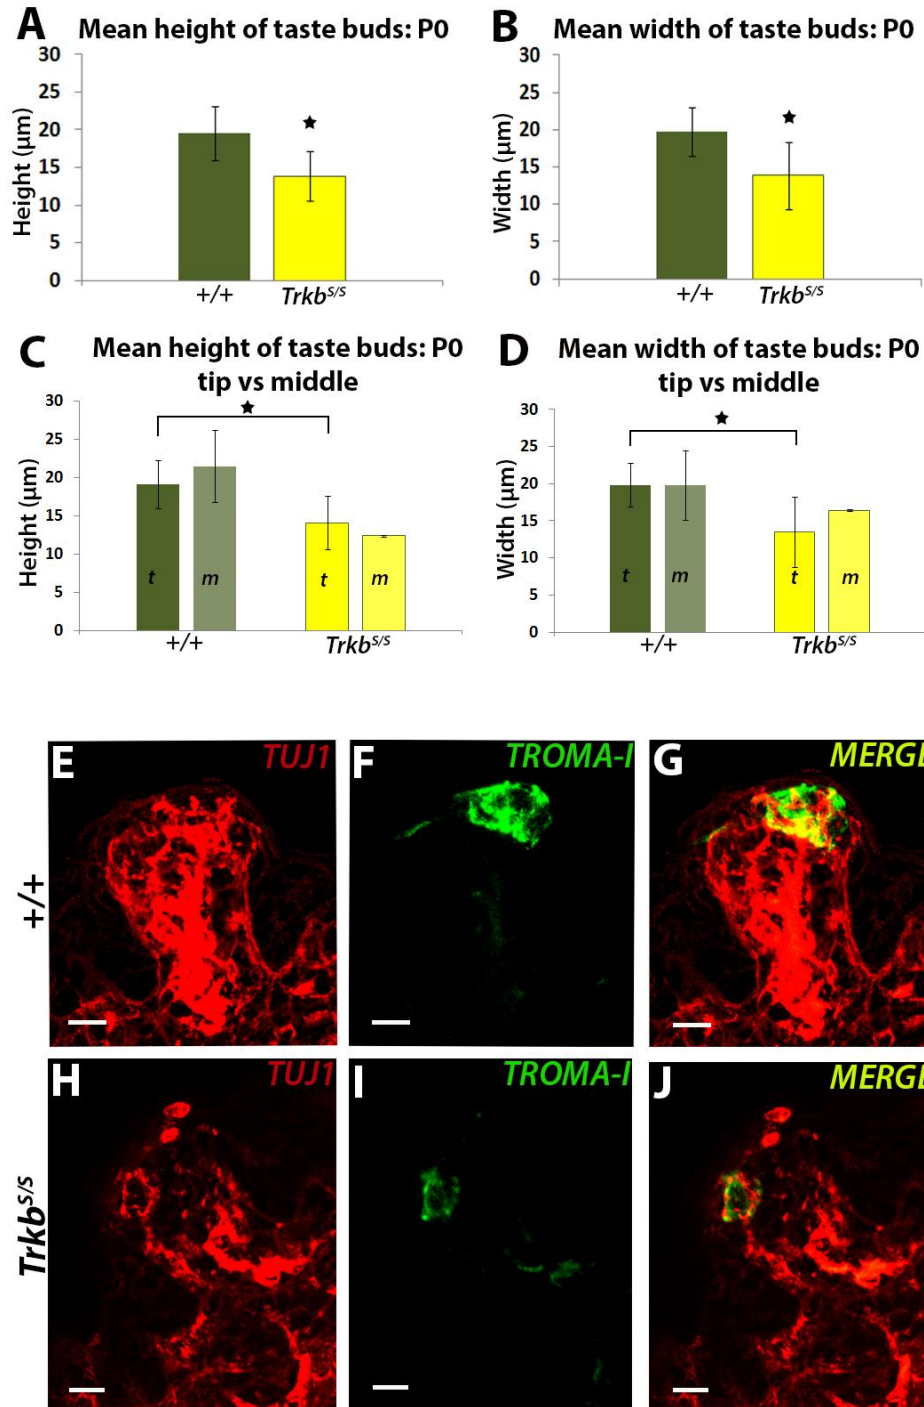 A Mean height of taste buds: P0
30
25
20
15
10
5
0
Height (µm)
★
+/+ Trkb^S/S
B Mean width of taste buds: P0
30
25
20
15
10
5
0
Width (µm)
★
+/+ Trkb^S/S
C Mean height of taste buds: P0
tip vs middle
30
25
20
15
10
5
0
Height (µm)
★
t m t m
+/+ Trkb^S/S
D Mean width of taste buds: P0
tip vs middle
30
25
20
15
10
5
0
Width (µm)
★
t m t m
+/+ Trkb^S/S
+/+
E TUJ1
F TROMA-I
G MERGE
Trkb^S/S
H TUJ1
I TROMA-I
J MERGE